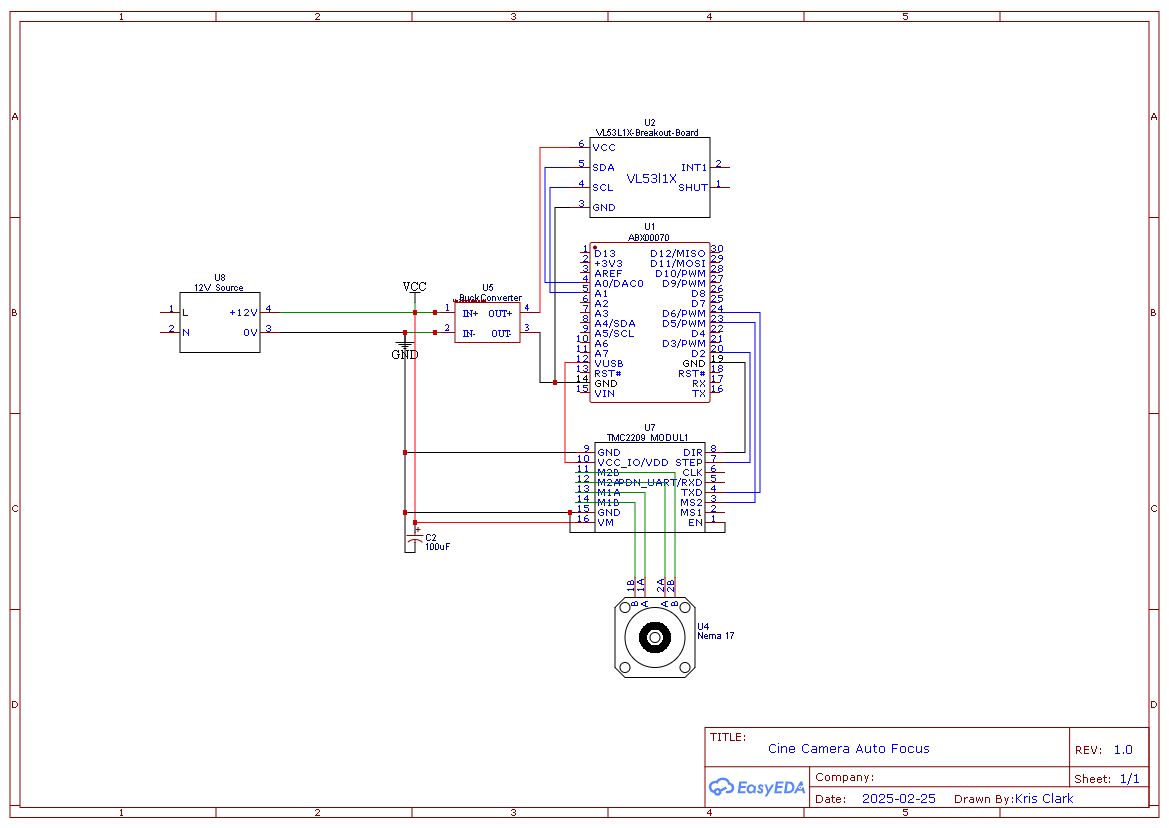 1 2 3 4 5
A A
B B
C C
D D
1 2 3 4 5
U2
VL53L1X-Breakout-Board
6 VCC
5 SDA
4 SCL
3 GND
VL53l1X
INT1 2
SHUT 1
U1
ABX00070
1 D13
2 +3V3
3 AREF
4 A0/DAC0
5 A1
6 A2
7 A3
8 A4/SDA
9 A5/SCL
10 A6
11 A7
12 VUSB
13 RST#
14 GND
15 VIN
D12/MISO 30
D11/MOSI 29
D10/PWM 28
D9/PWM 27
D8 26
D7 25
D6/PWM 24
D5/PWM 23
D4 22
D3/PWM 21
D2 20
GND 19
RST# 18
RX 17
TX 16
U8
12V Source
1 L
2 N
+12V 4
0V 3
VCC
GND
U5
BuckConverter
1 IN+ OUT+ 4
2 IN- OUT- 3
U7
TMC2209 MODUL1
9 GND
10 VCC_IO/VDD
11 M2B
12 M2A
13 M1A
14 M1B
15 GND
16 VM
DIR 8
STEP 7
CLK 6
PDN_UART/RXD 5
TXD 4
MS2 3
MS1 2
EN 1
+
C2
100uF
1B 1A 2A 2B
B A A B
U4
Nema 17
TITLE:
Cine Camera Auto Focus
REV: 1.0
EasyEDA
Company:
Sheet: 1/1
Date: 2025-02-25 Drawn By:Kris Clark